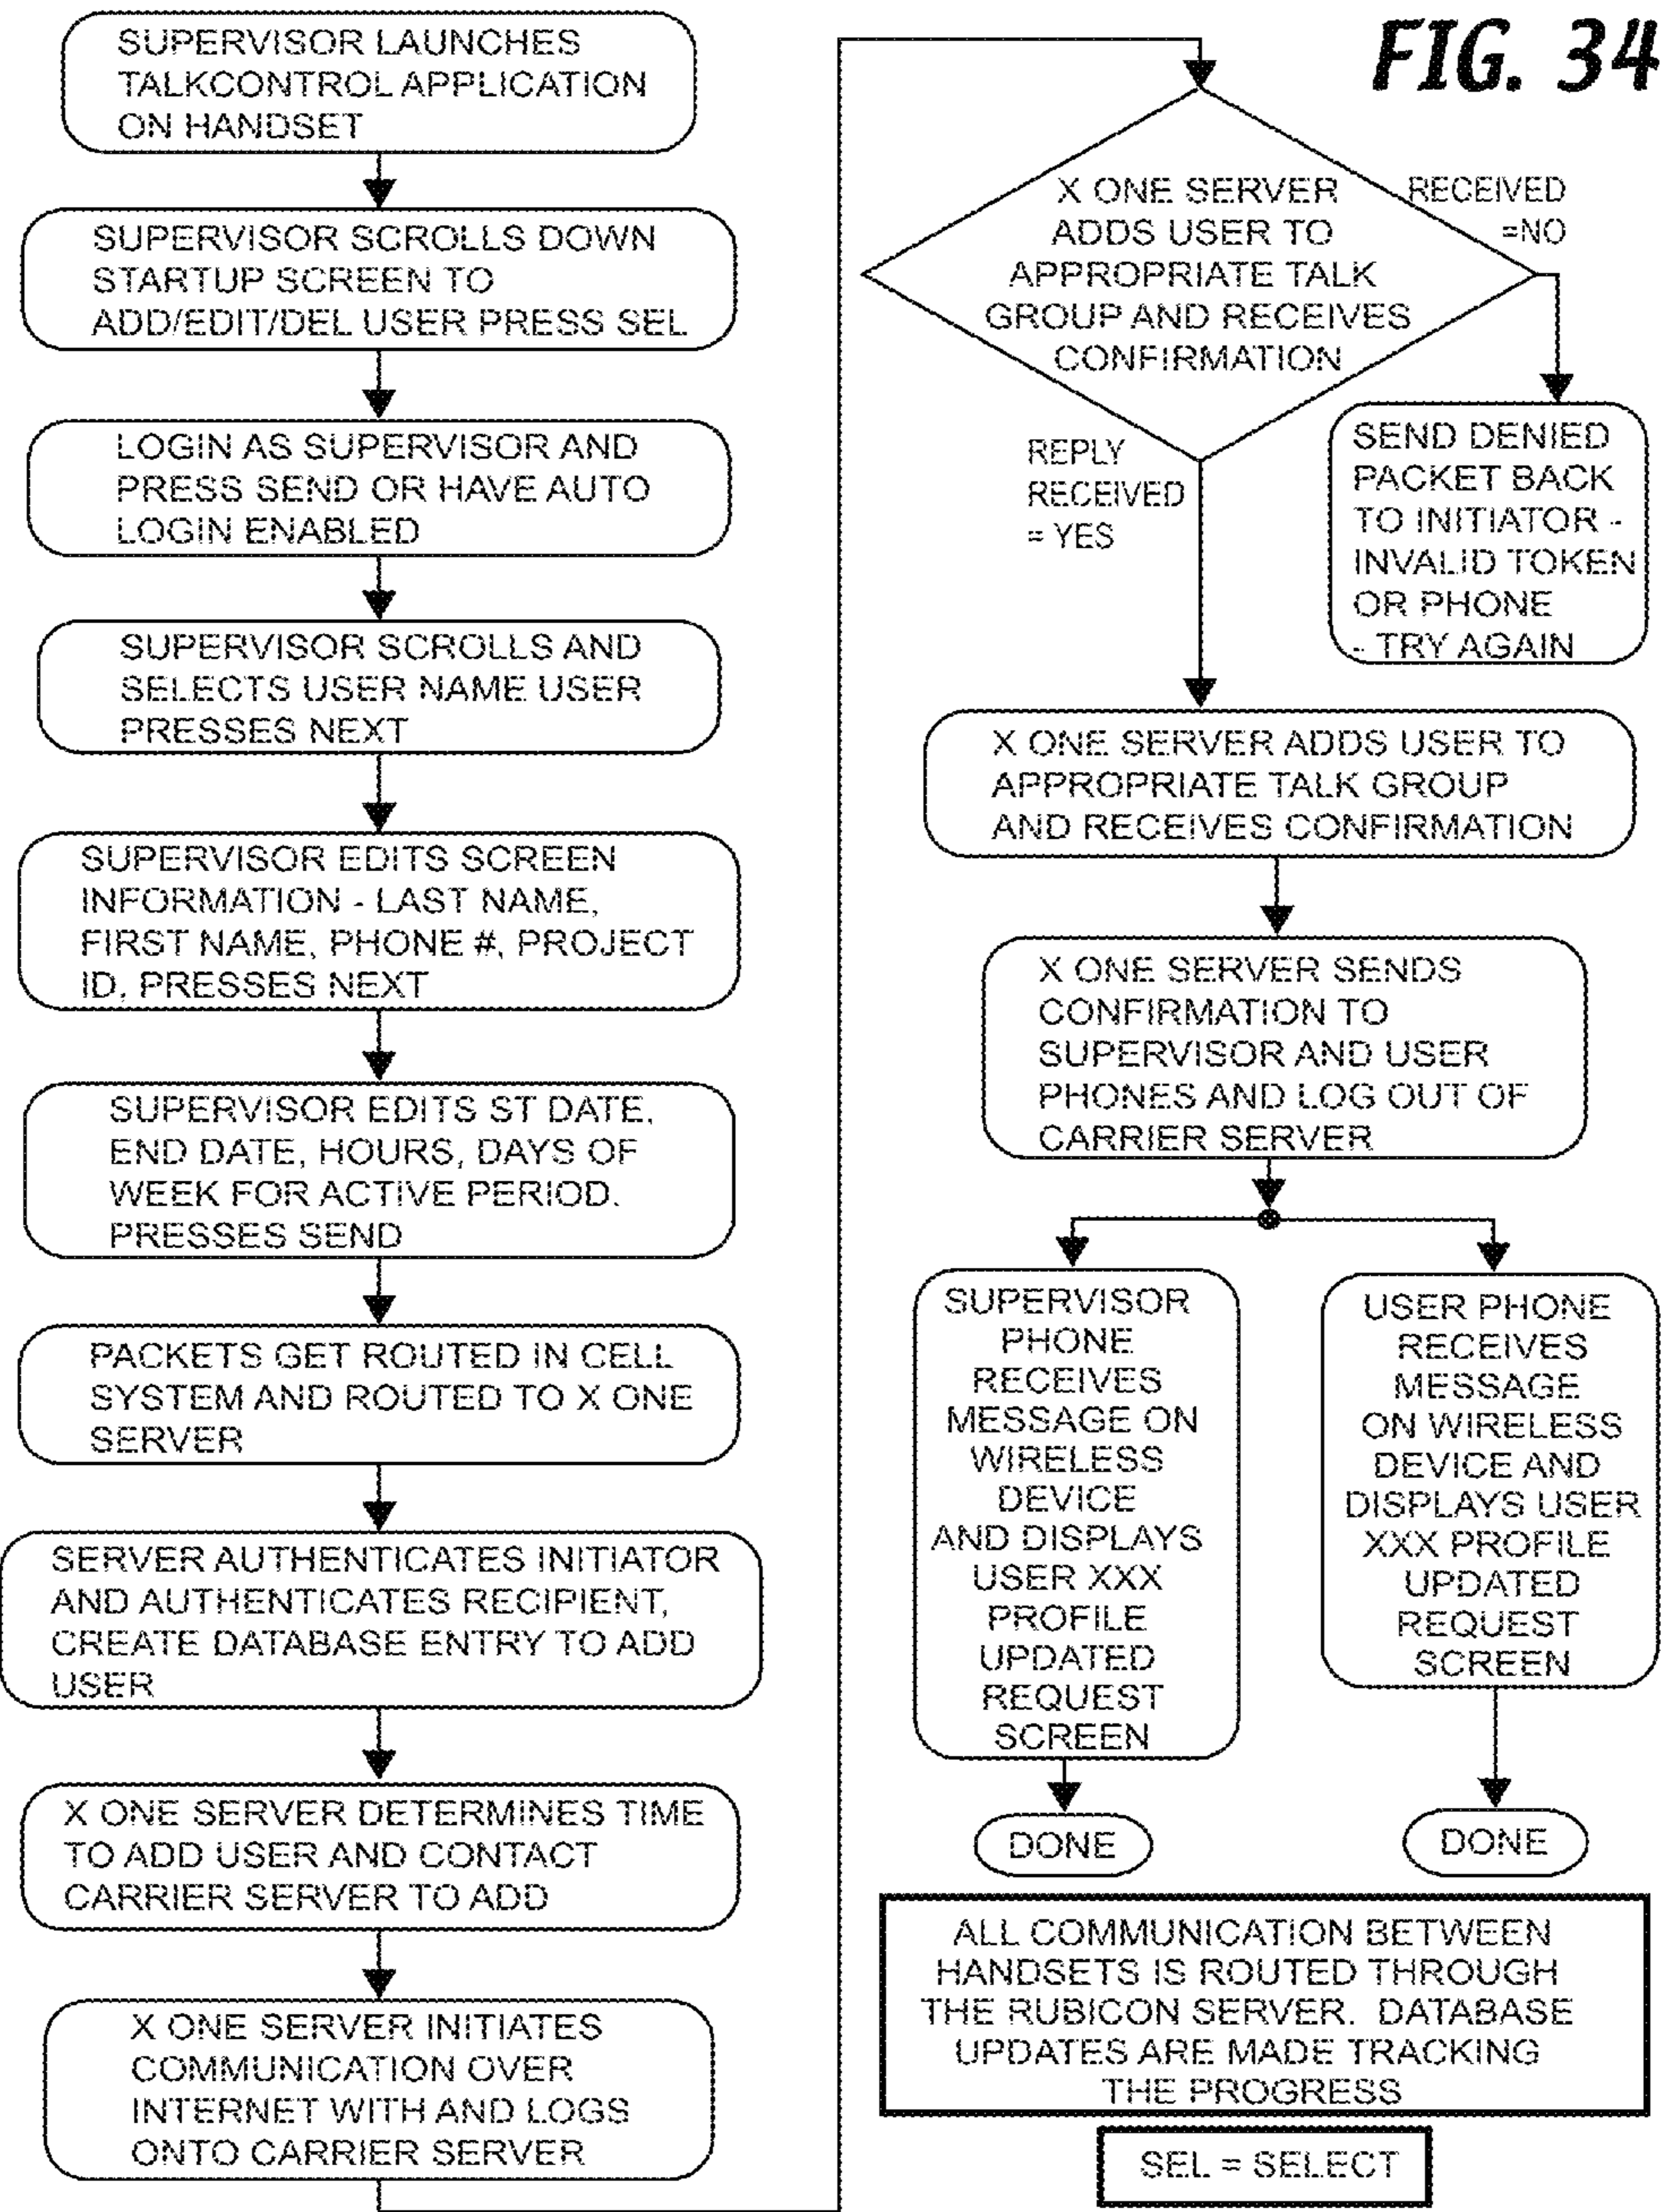 FIG. 34
SUPERVISOR LAUNCHES
TALKCONTROL APPLICATION
ON HANDSET
SUPERVISOR SCROLLS DOWN
STARTUP SCREEN TO
ADD/EDIT/DEL USER PRESS SEL
LOGIN AS SUPERVISOR AND
PRESS SEND OR HAVE AUTO
LOGIN ENABLED
SUPERVISOR SCROLLS AND
SELECTS USER NAME USER
PRESSES NEXT
SUPERVISOR EDITS SCREEN
INFORMATION - LAST NAME,
FIRST NAME, PHONE #, PROJECT
ID, PRESSES NEXT
SUPERVISOR EDITS ST DATE,
END DATE, HOURS, DAYS OF
WEEK FOR ACTIVE PERIOD.
PRESSES SEND
PACKETS GET ROUTED IN CELL
SYSTEM AND ROUTED TO X ONE
SERVER
SERVER AUTHENTICATES INITIATOR
AND AUTHENTICATES RECIPIENT,
CREATE DATABASE ENTRY TO ADD
USER
X ONE SERVER DETERMINES TIME
TO ADD USER AND CONTACT
CARRIER SERVER TO ADD
X ONE SERVER INITIATES
COMMUNICATION OVER
INTERNET WITH AND LOGS
ONTO CARRIER SERVER
X ONE SERVER
ADDS USER TO
APPROPRIATE TALK
GROUP AND RECEIVES
CONFIRMATION
RECEIVED
=NO
REPLY
RECEIVED
= YES
SEND DENIED
PACKET BACK
TO INITIATOR -
INVALID TOKEN
OR PHONE
- TRY AGAIN
X ONE SERVER ADDS USER TO
APPROPRIATE TALK GROUP
AND RECEIVES CONFIRMATION
X ONE SERVER SENDS
CONFIRMATION TO
SUPERVISOR AND USER
PHONES AND LOG OUT OF
CARRIER SERVER
SUPERVISOR
PHONE
RECEIVES
MESSAGE ON
WIRELESS
DEVICE
AND DISPLAYS
USER XXX
PROFILE
UPDATED
REQUEST
SCREEN
DONE
USER PHONE
RECEIVES
MESSAGE
ON WIRELESS
DEVICE AND
DISPLAYS USER
XXX PROFILE
UPDATED
REQUEST
SCREEN
DONE
ALL COMMUNICATION BETWEEN
HANDSETS IS ROUTED THROUGH
THE RUBICON SERVER. DATABASE
UPDATES ARE MADE TRACKING
THE PROGRESS
SEL = SELECT